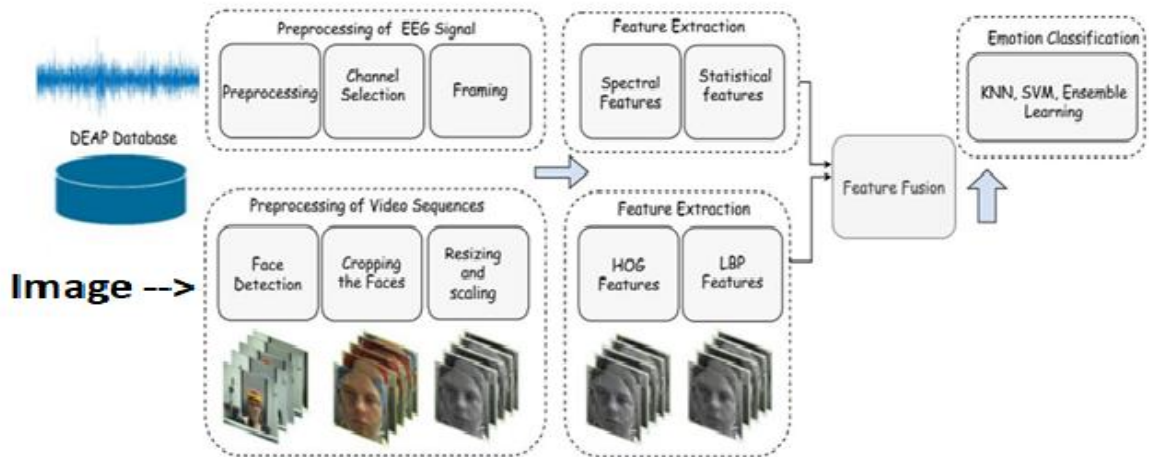 Preprocessing of EEG Signal
Preprocessing
Channel
Selection
Framing
Feature Extraction
Spectral
Features
Statistical
features
Emotion Classification
KNN, SVM, Ensemble
Learning
DEAP Database
Feature Fusion
Preprocessing of Video Sequences
Face
Detection
Cropping
the Faces
Resizing
and
scaling
Feature Extraction
HOG
Features
LBP
Features
Image -->